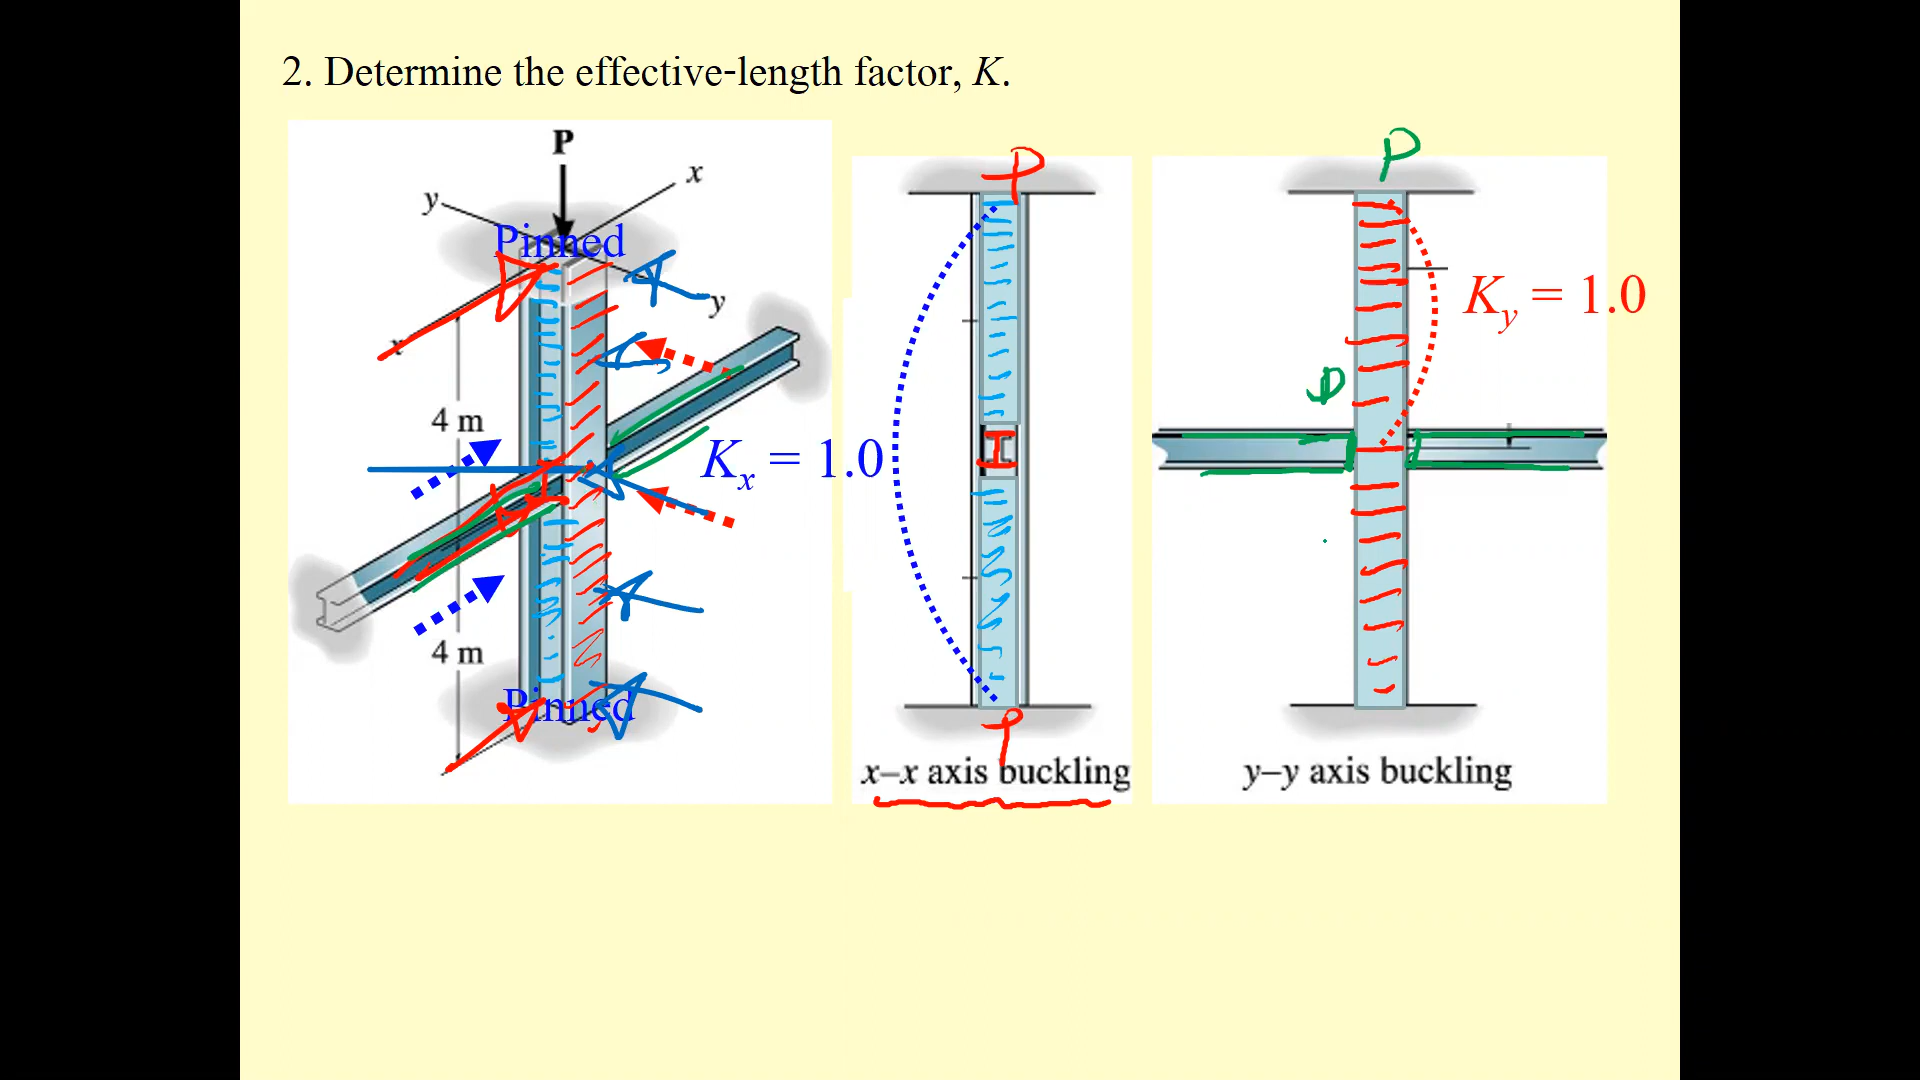 2. Determine the effective-length factor, K.
P
x
y
Pinned
y
x
4 m
4 m
Pinned
Kx = 1.0
P
I
P
x–x axis buckling
P
P
Ky = 1.0
y–y axis buckling